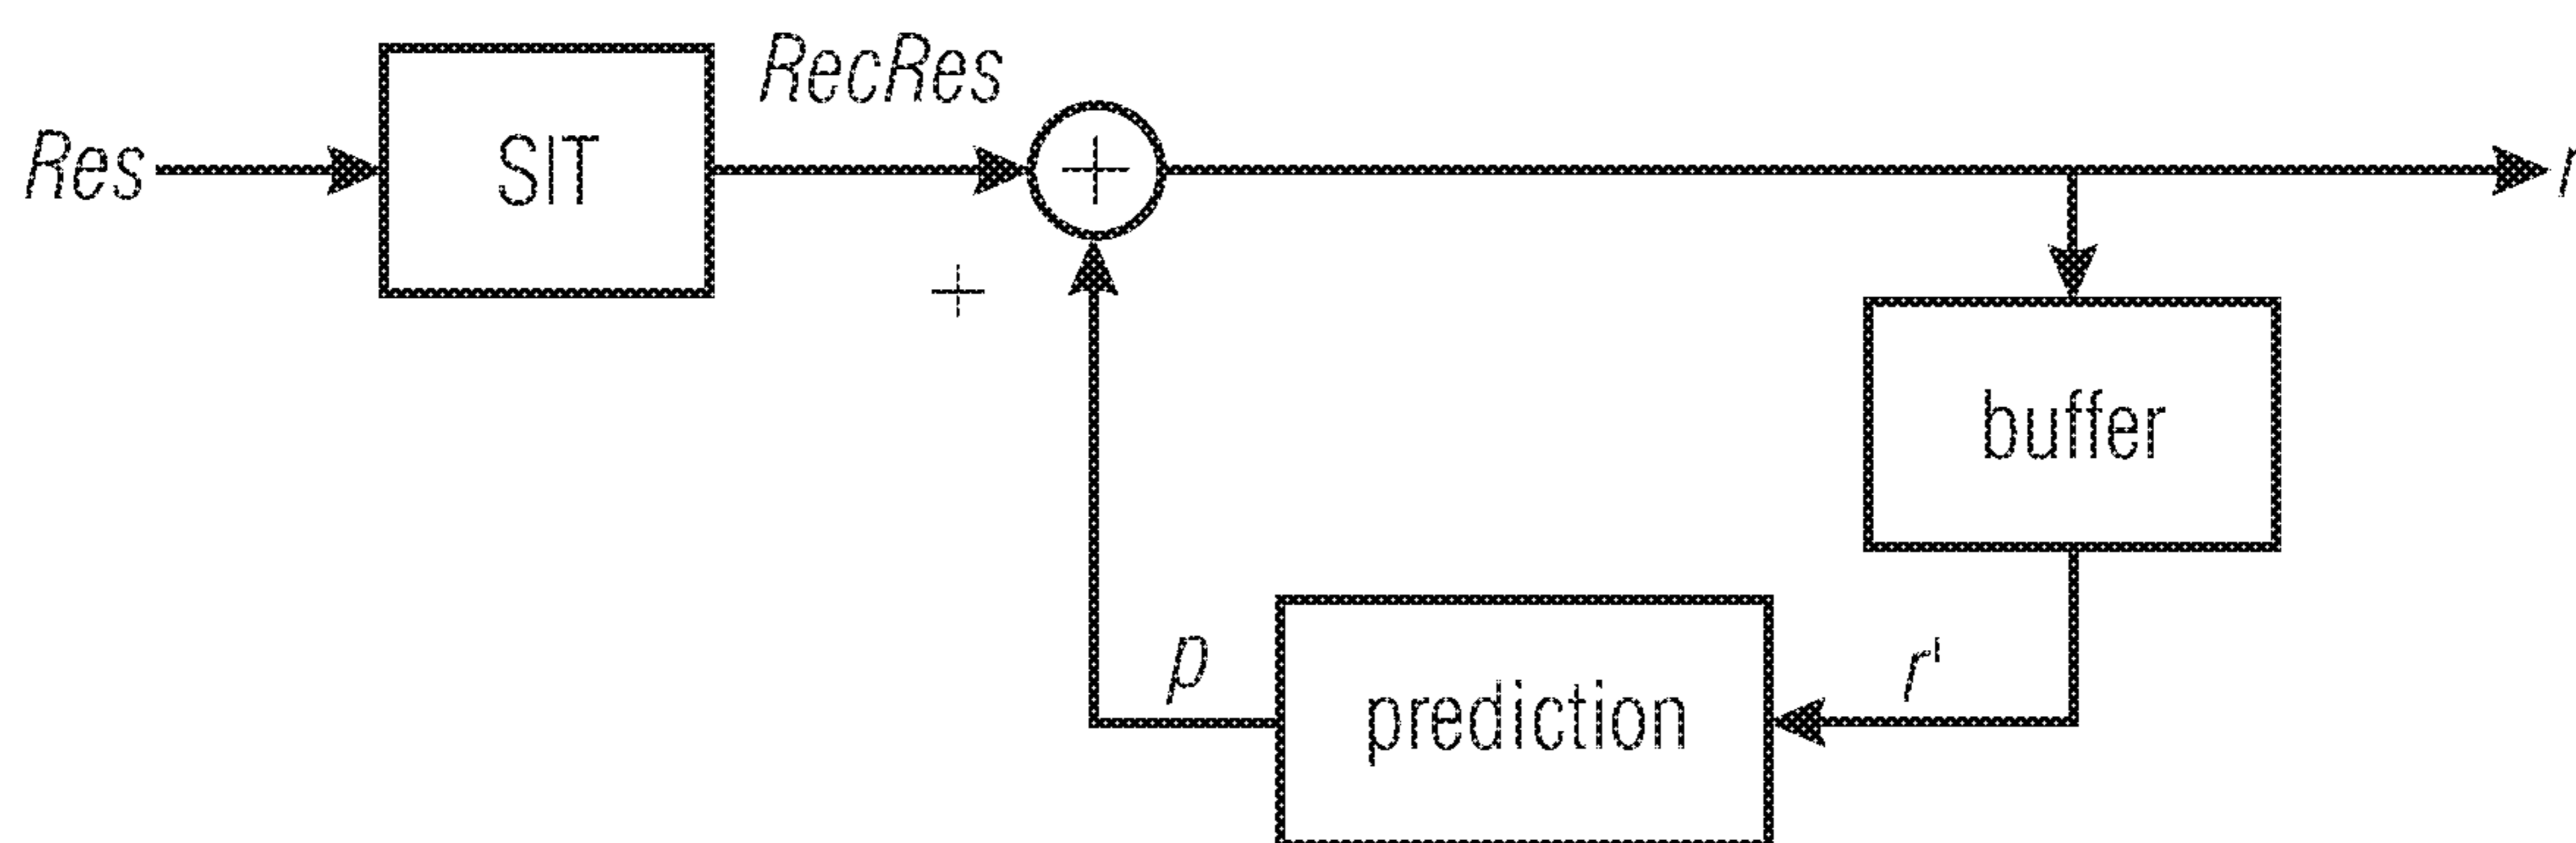 RecRes
Res
SIT
+
r
+
buffer
p
prediction
r'